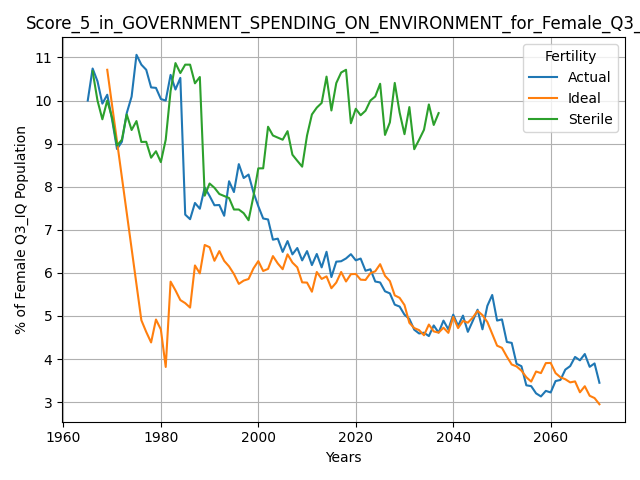 Score_5_in_GOVERNMENT_SPENDING_ON_ENVIRONMENT_for_Female_Q3_
Fertility
Actual
Ideal
Sterile
% of Female Q3_IQ Population
11
10
9
8
7
6
5
4
3
1960
1980
2000
2020
2040
2060
Years